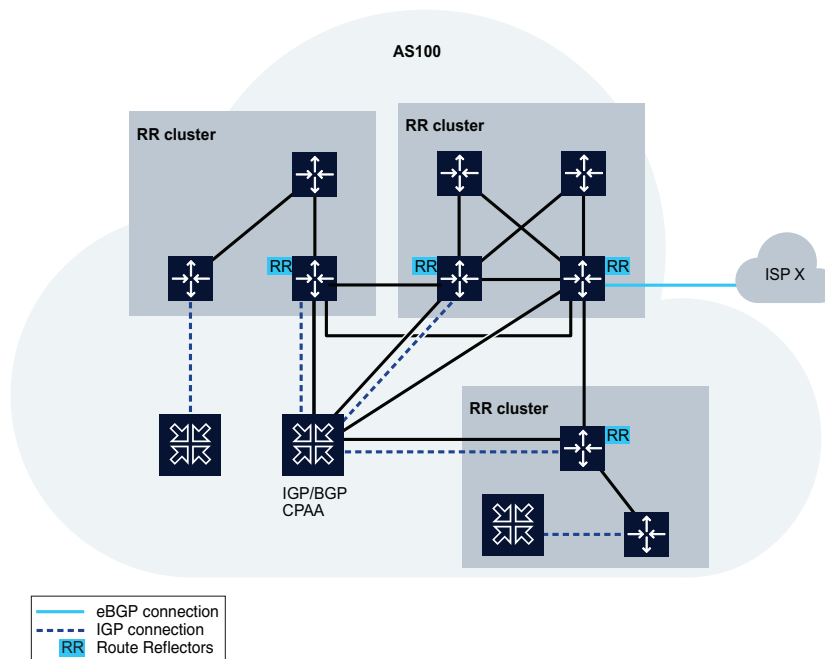 AS100
RR cluster
RR cluster
RR
RR
RR
ISP X
RR cluster
RR
IGP/BGP
CPAA
eBGP connection
IGP connection
RR Route Reflectors